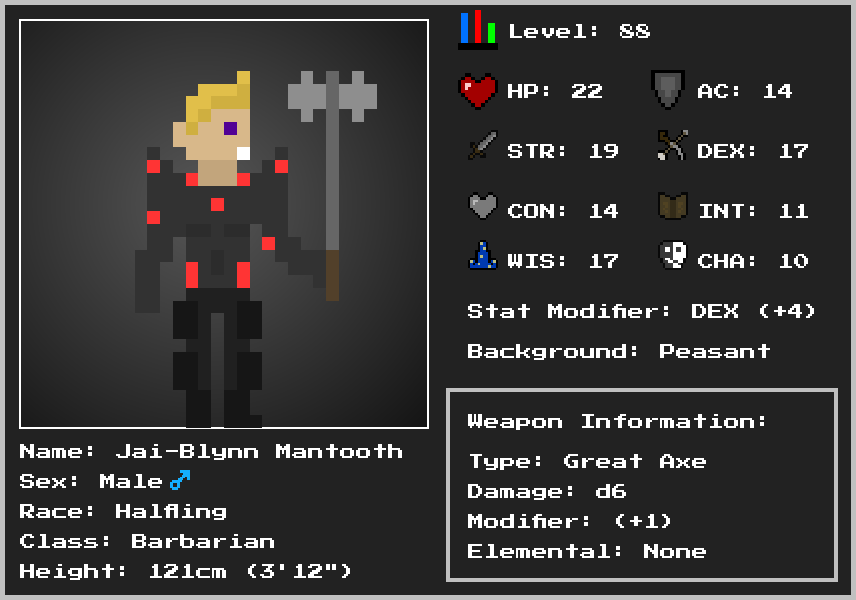 Level: 88
HP: 22
AC: 14
STR: 19
DEX: 17
CON: 14
INT: 11
WIS: 17
CHA: 10
Stat Modifier: DEX (+4)
Background: Peasant
Name: Jai-Blynn Mantooth
Sex: Male ♂
Race: Halfling
Class: Barbarian
Height: 121cm (3'12")
Weapon Information:
Type: Great Axe
Damage: d6
Modifier: (+1)
Elemental: None